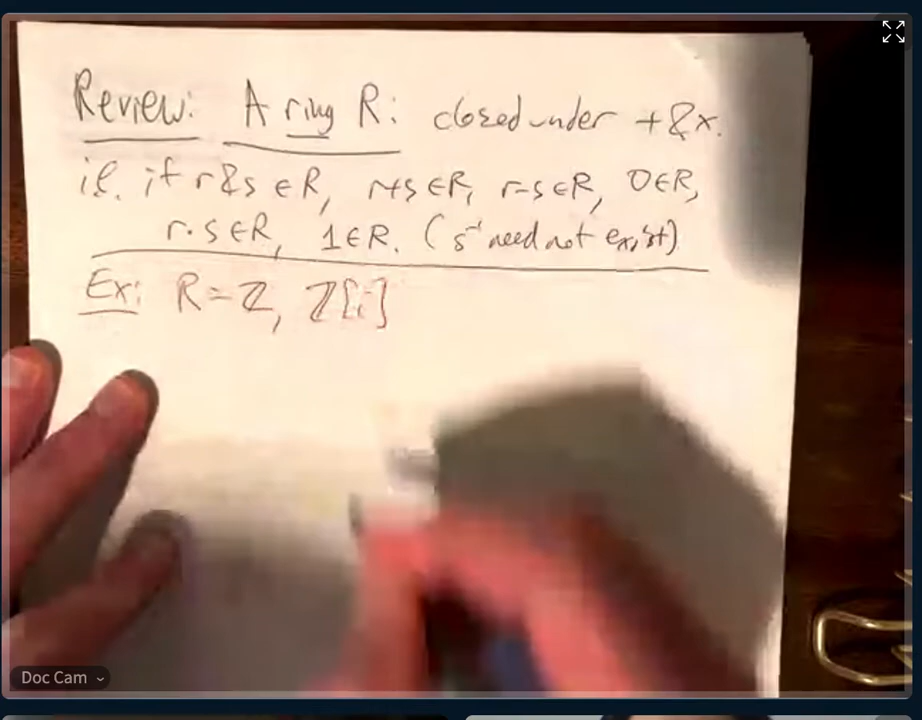 Review: A ring R: closed under + & x.
i.e. if r & s ∈ R, r+s ∈ R, r-s ∈ R, 0 ∈ R,
r·s ∈ R, 1 ∈ R. (s⁻¹ need not exist)
Ex: R = ℤ, ℤ[i]
Doc Cam